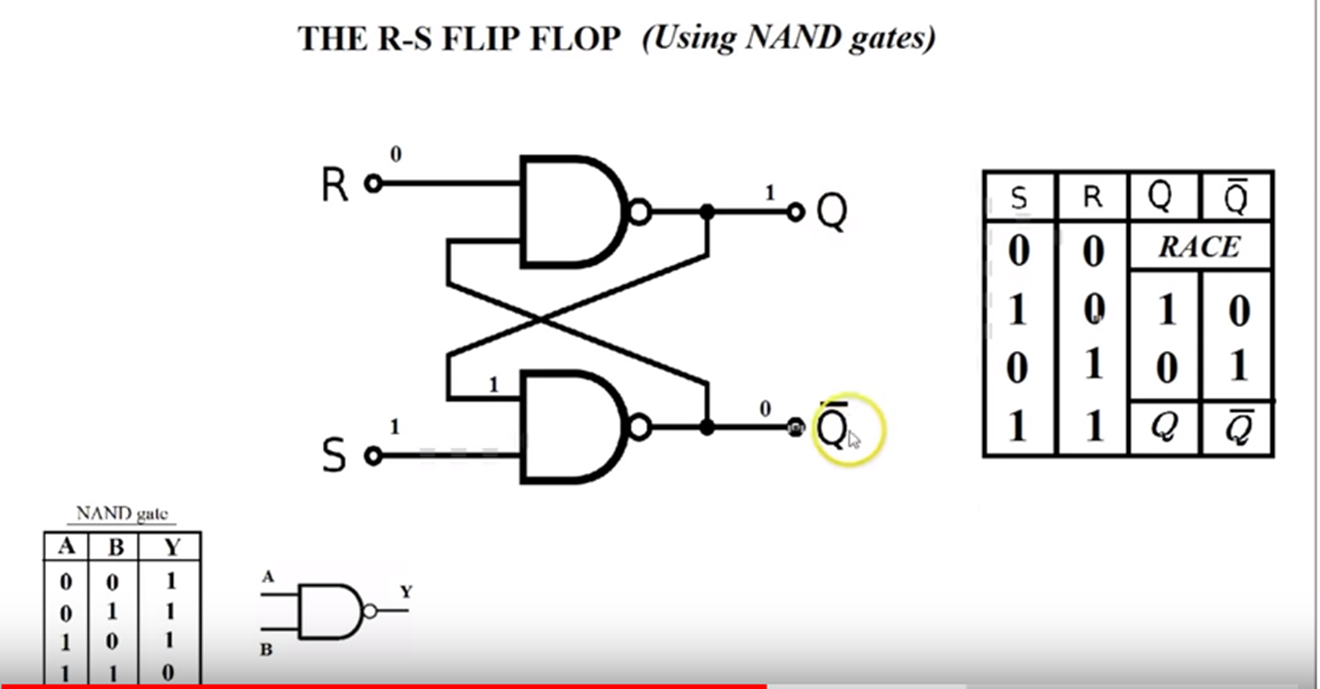 THE R-S FLIP FLOP (Using NAND gates)
R 0
1 Q
1
S 1
0 Q̅
S R Q Q̅
0 0 RACE
1 0 1 0
0 1 0 1
1 1 Q Q̅
NAND gate
A B Y
0 0 1
0 1 1
1 0 1
1 1 0
A
B
Y